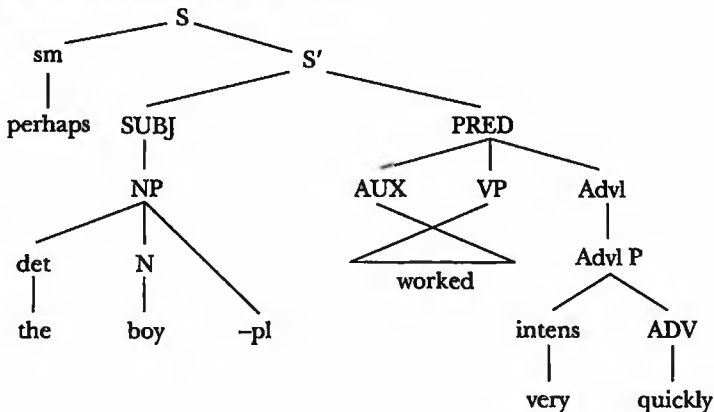 S
sm S′
perhaps SUBJ PRED
NP AUX VP Advl
det N worked Advl P
the boy –pl intens ADV
very quickly